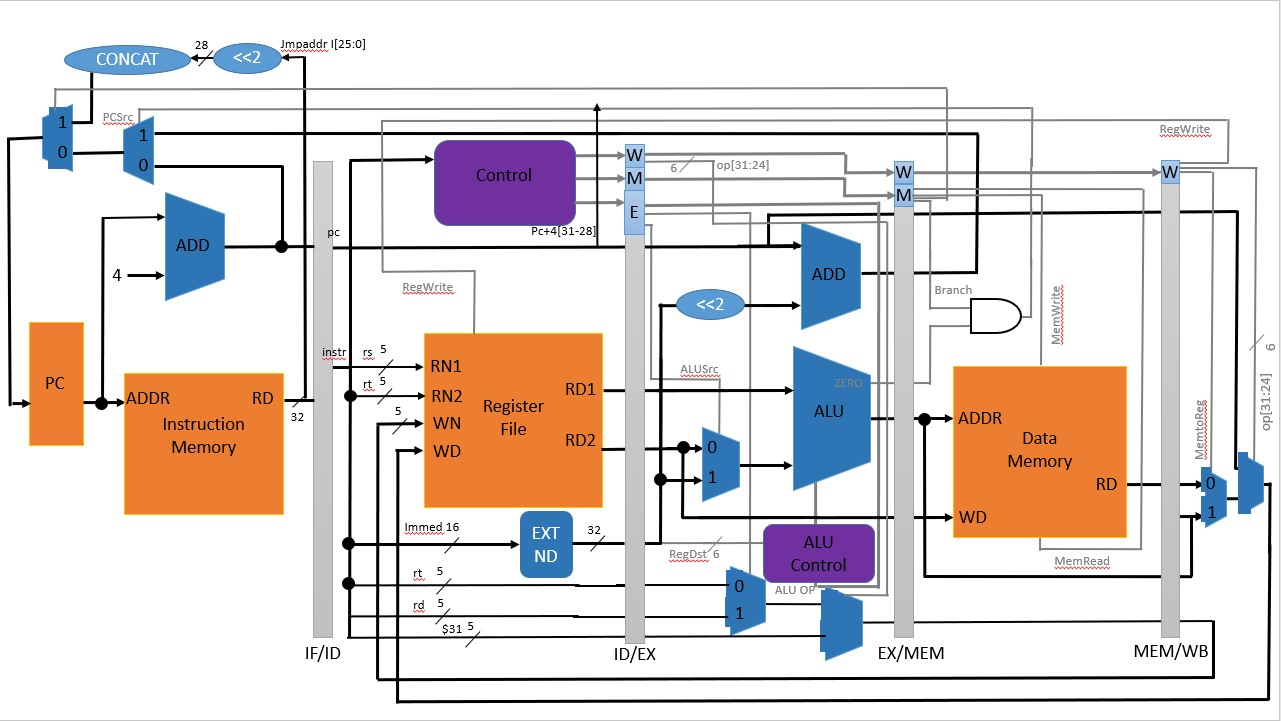 28
Jmpaddr I[25:0]
CONCAT
<<2
PCSrc
RegWrite
1
0
1
0
W
M
E
6
op[31:24]
W
M
W
Control
Pc+4[31-28]
pc
ADD
4
ADD
RegWrite
Branch
MemWrite
<<2
6
PC
instr
rs
5
RN1
rt
5
RN2
5
WN
WD
Register
File
RD1
RD2
ALUSrc
ZERO
ALU
0
1
ADDR
RD
32
Instruction
Memory
ADDR
Data
Memory
RD
WD
MemtoReg
op[31:24]
0
1
Immed 16
EXT
ND
32
RegDst 6
ALU
Control
MemRead
rt
5
0
1
ALU OP
rd
5
$31
5
IF/ID
ID/EX
EX/MEM
MEM/WB